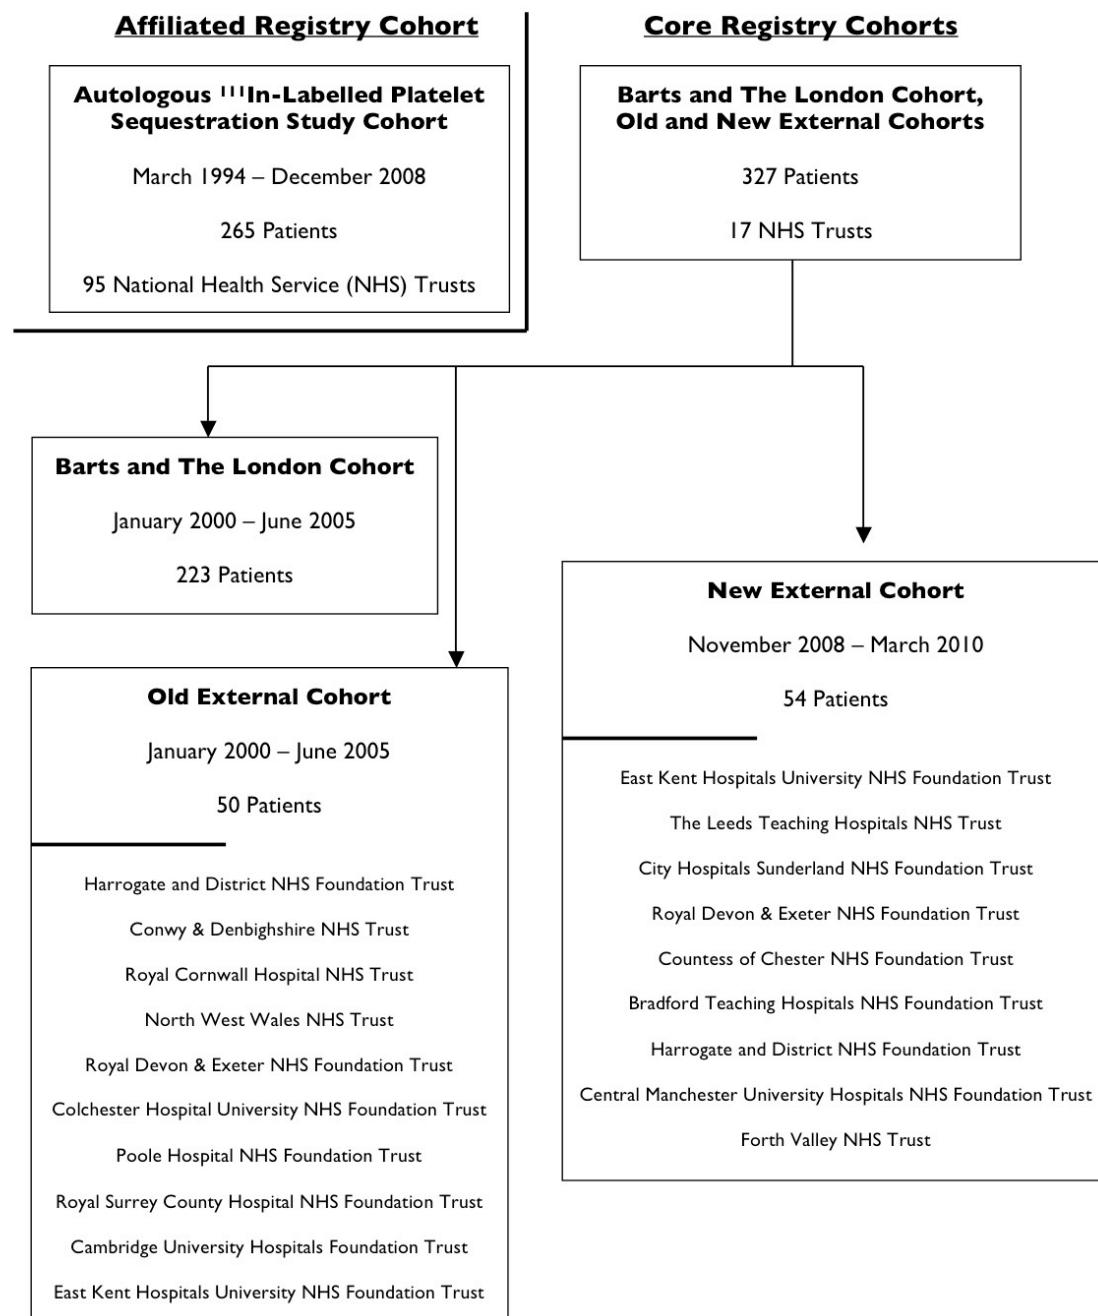 Affiliated Registry Cohort
Autologous ¹¹¹In-Labelled Platelet
Sequestration Study Cohort
March 1994 – December 2008
265 Patients
95 National Health Service (NHS) Trusts
Core Registry Cohorts
Barts and The London Cohort,
Old and New External Cohorts
327 Patients
17 NHS Trusts
Barts and The London Cohort
January 2000 – June 2005
223 Patients
Old External Cohort
January 2000 – June 2005
50 Patients
Harrogate and District NHS Foundation Trust
Conwy & Denbighshire NHS Trust
Royal Cornwall Hospital NHS Trust
North West Wales NHS Trust
Royal Devon & Exeter NHS Foundation Trust
Colchester Hospital University NHS Foundation Trust
Poole Hospital NHS Foundation Trust
Royal Surrey County Hospital NHS Foundation Trust
Cambridge University Hospitals Foundation Trust
East Kent Hospitals University NHS Foundation Trust
New External Cohort
November 2008 – March 2010
54 Patients
East Kent Hospitals University NHS Foundation Trust
The Leeds Teaching Hospitals NHS Trust
City Hospitals Sunderland NHS Foundation Trust
Royal Devon & Exeter NHS Foundation Trust
Countess of Chester NHS Foundation Trust
Bradford Teaching Hospitals NHS Foundation Trust
Harrogate and District NHS Foundation Trust
Central Manchester University Hospitals NHS Foundation Trust
Forth Valley NHS Trust